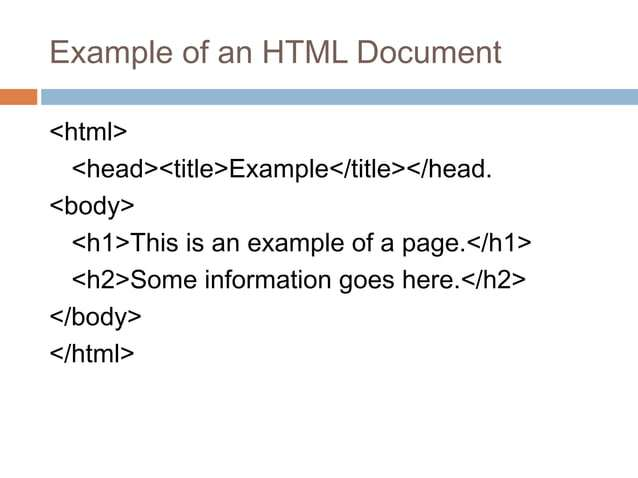 Example of an HTML Document
<html>
<head><title>Example</title></head.
<body>
<h1>This is an example of a page.</h1>
<h2>Some information goes here.</h2>
</body>
</html>